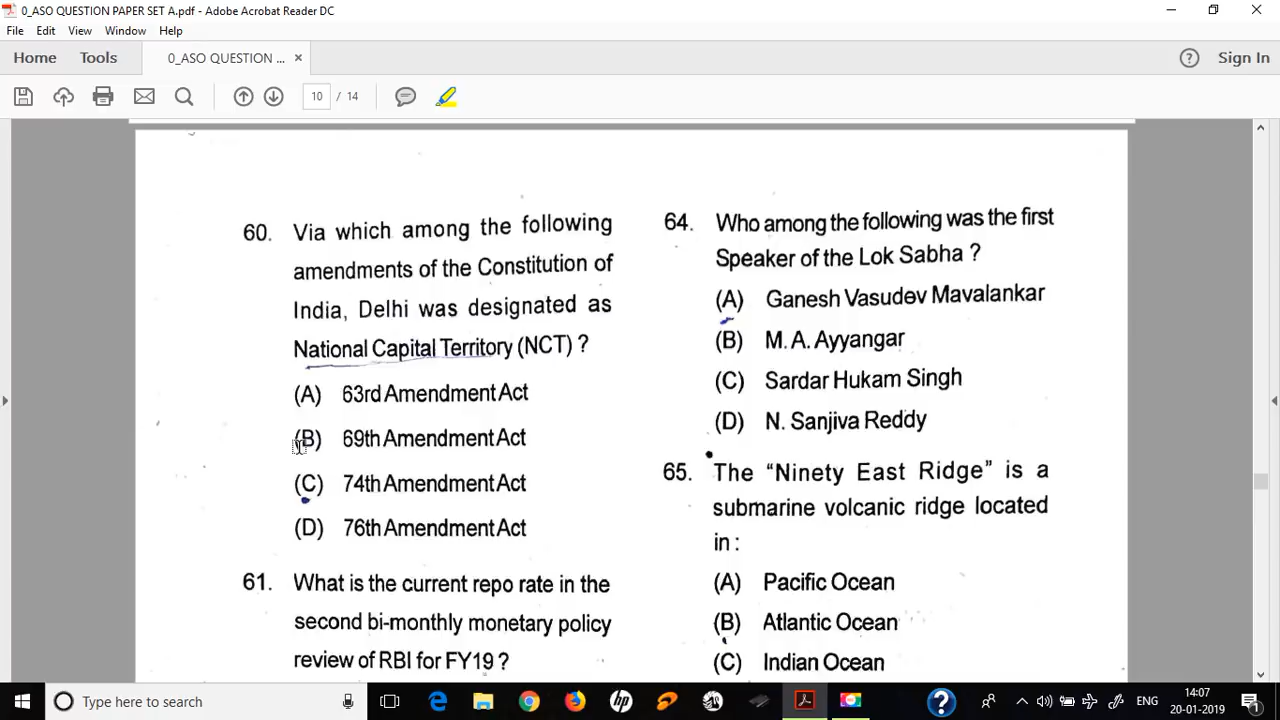 0_ASO QUESTION PAPER SET A.pdf - Adobe Acrobat Reader DC
File Edit View Window Help
Home Tools 0_ASO QUESTION ... × Sign In
10 / 14
60. Via which among the following
amendments of the Constitution of
India, Delhi was designated as
National Capital Territory (NCT) ?
(A) 63rd Amendment Act
(B) 69th Amendment Act
(C) 74th Amendment Act
(D) 76th Amendment Act
61. What is the current repo rate in the
second bi-monthly monetary policy
review of RBI for FY19 ?
64. Who among the following was the first
Speaker of the Lok Sabha ?
(A) Ganesh Vasudev Mavalankar
(B) M. A. Ayyangar
(C) Sardar Hukam Singh
(D) N. Sanjiva Reddy
65. The “Ninety East Ridge” is a
submarine volcanic ridge located
in :
(A) Pacific Ocean
(B) Atlantic Ocean
(C) Indian Ocean
Type here to search
hp
ENG
14:07
20-01-2019